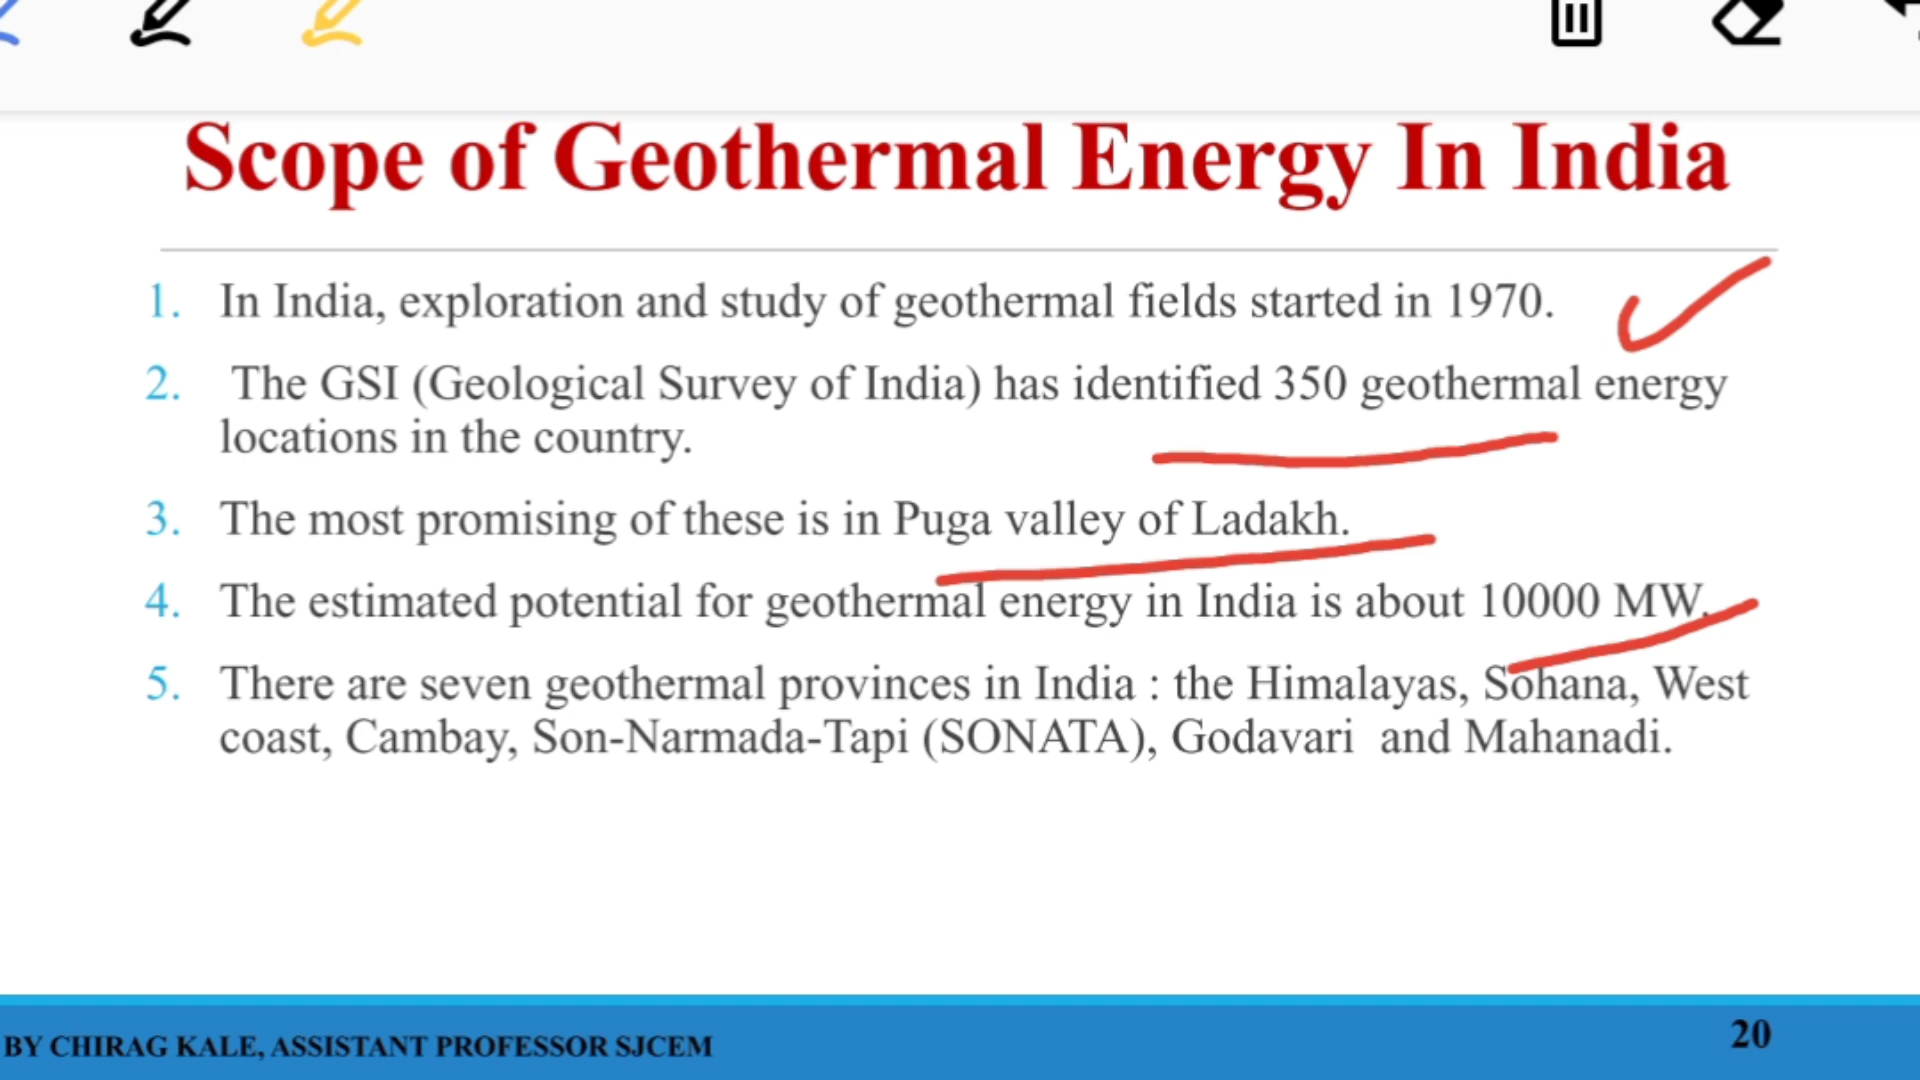 Scope of Geothermal Energy In India
1. In India, exploration and study of geothermal fields started in 1970.
2. The GSI (Geological Survey of India) has identified 350 geothermal energy
locations in the country.
3. The most promising of these is in Puga valley of Ladakh.
4. The estimated potential for geothermal energy in India is about 10000 MW.
5. There are seven geothermal provinces in India : the Himalayas, Sohana, West
coast, Cambay, Son-Narmada-Tapi (SONATA), Godavari and Mahanadi.
BY CHIRAG KALE, ASSISTANT PROFESSOR SJCEM
20